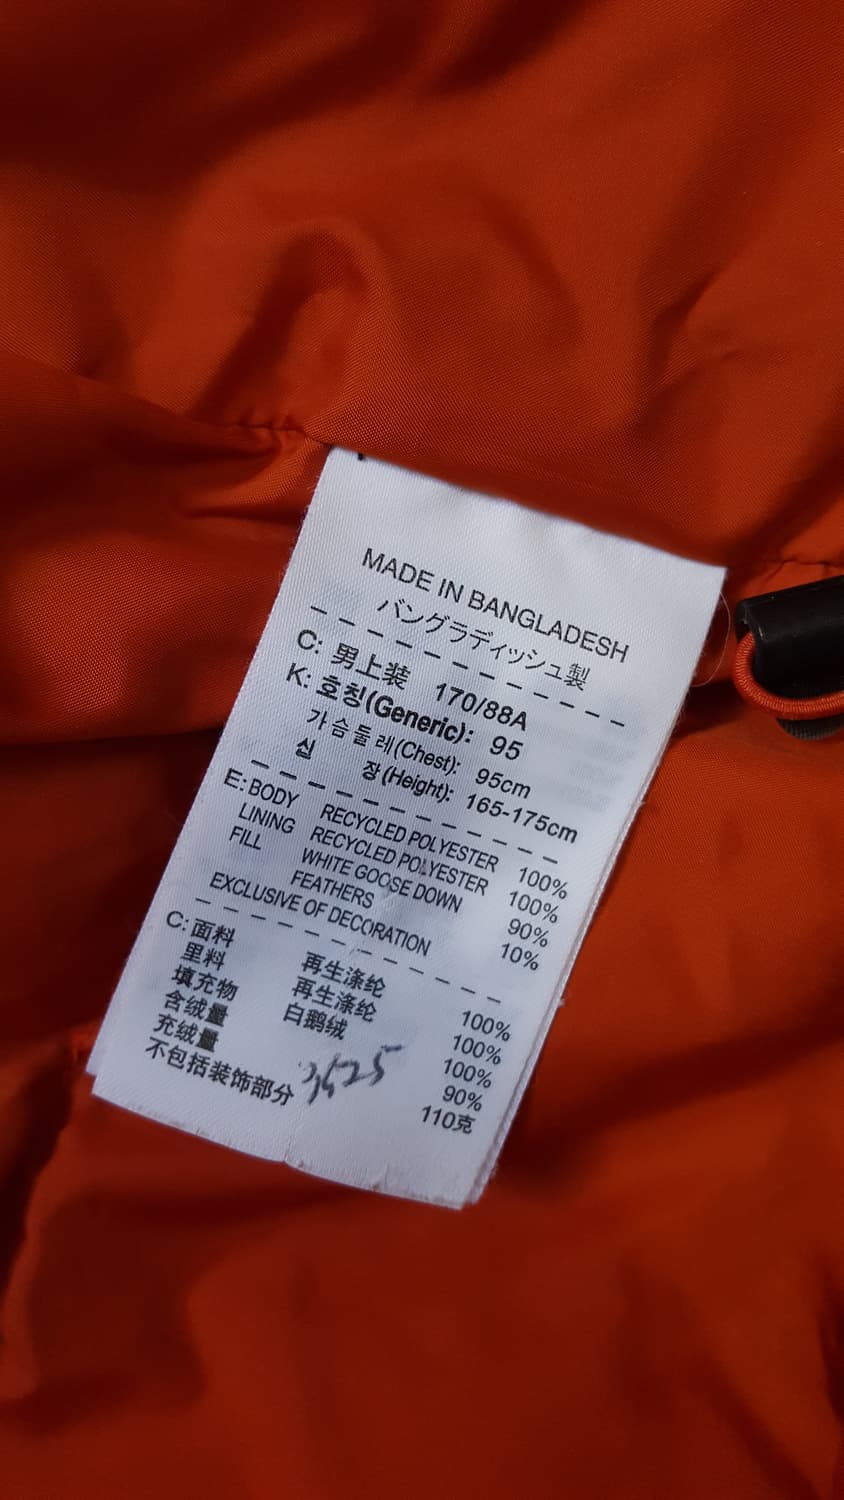 MADE IN BANGLADESH
バングラディッシュ製
C: 男上装 170/88A
K: 호칭(Generic): 95
가슴둘레(Chest): 95cm
신 장(Height): 165-175cm
E: BODY RECYCLED POLYESTER 100%
LINING RECYCLED POLYESTER 100%
FILL WHITE GOOSE DOWN 90%
FEATHERS 10%
EXCLUSIVE OF DECORATION
C: 面料 再生涤纶 100%
里料 再生涤纶 100%
填充物 白鹅绒 100%
含绒量 90%
充绒量 110克
不包括装饰部分